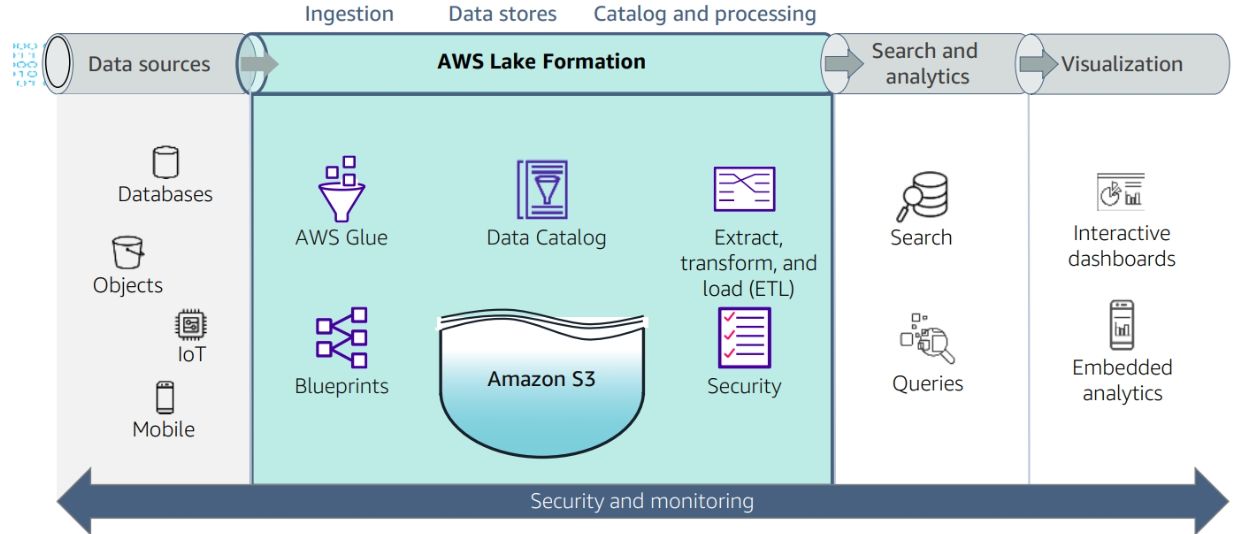 Ingestion
Data stores
Catalog and processing
Data sources
AWS Lake Formation
Search and
analytics
Visualization
Databases
Objects
IoT
Mobile
AWS Glue
Blueprints
Data Catalog
Amazon S3
Extract,
transform, and
load (ETL)
Security
Search
Queries
Interactive
dashboards
Embedded
analytics
Security and monitoring